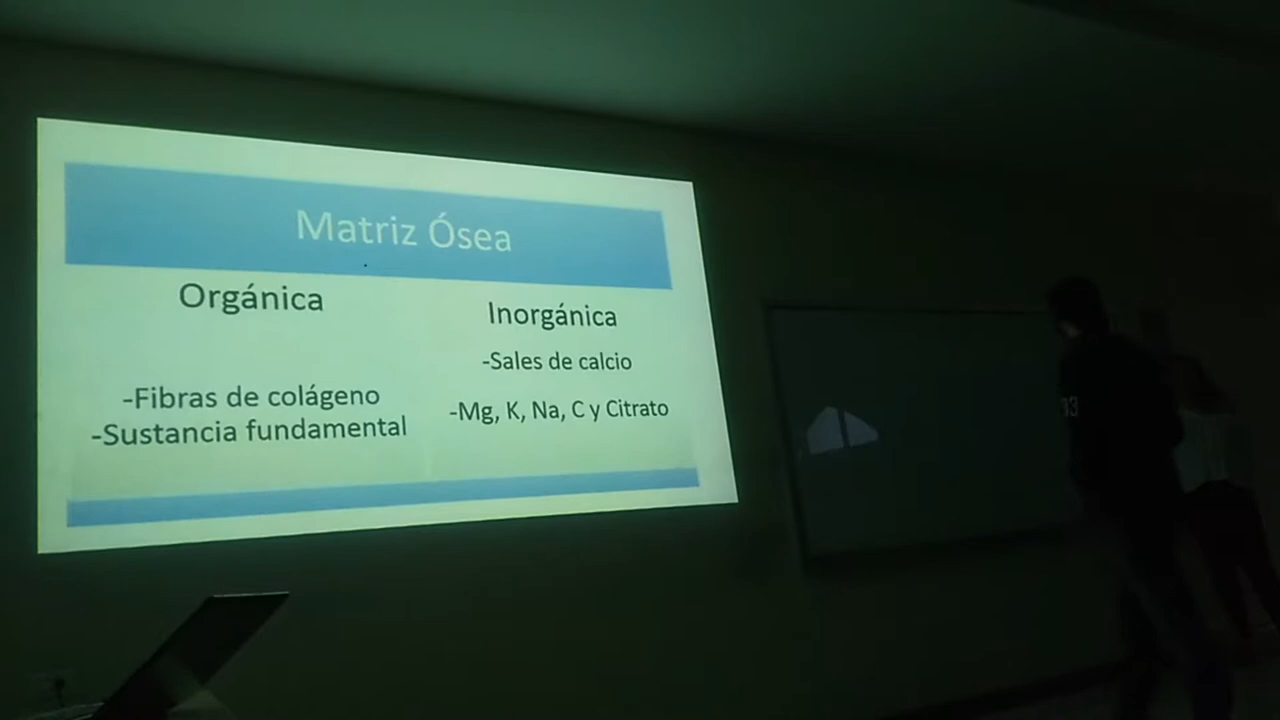 Matriz Ósea
Orgánica
-Fibras de colágeno
-Sustancia fundamental
Inorgánica
-Sales de calcio
-Mg, K, Na, C y Citrato